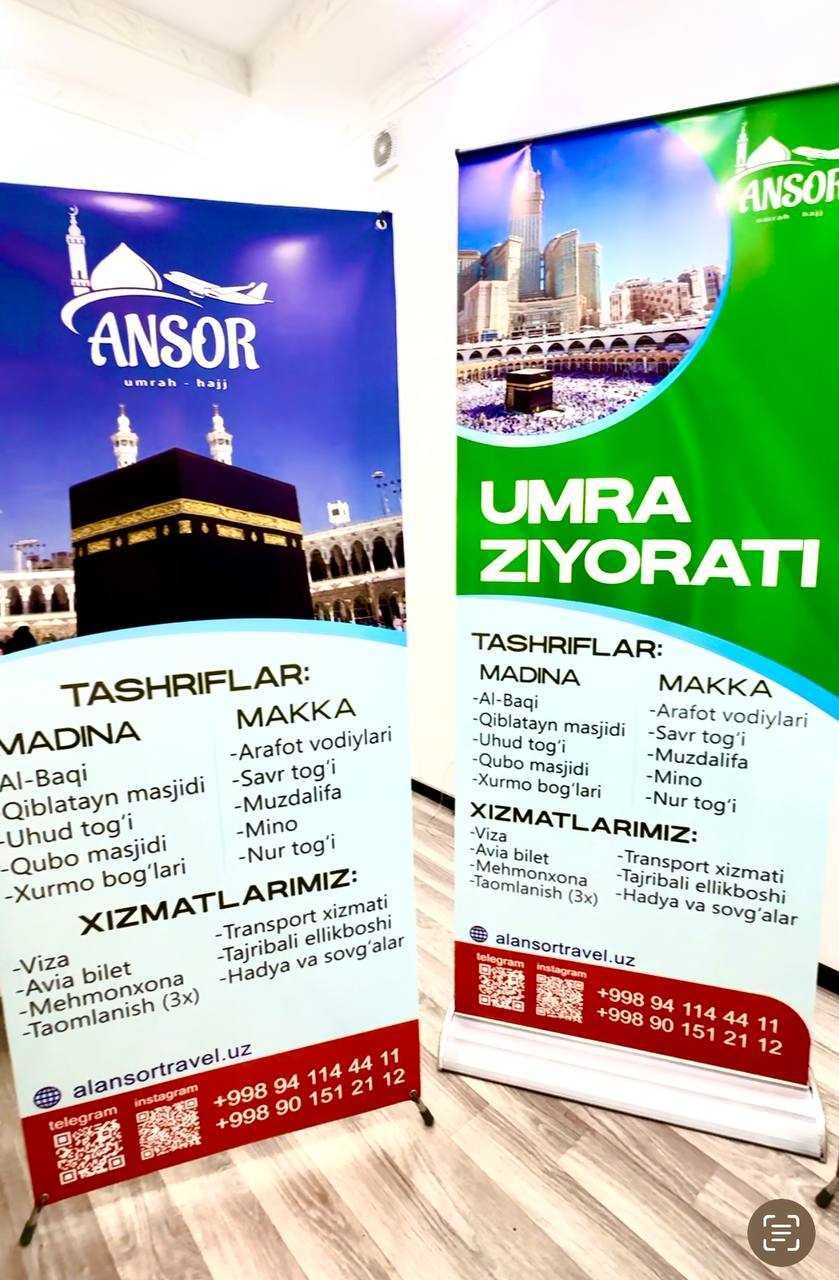 ANSOR
umrah - hajj
TASHRIFLAR:
MADINA
Al-Baqi
-Qiblatayn masjidi
-Uhud tog'i
-Qubo masjidi
-Xurmo bog'lari
MAKKA
-Arafot vodiylari
-Savr tog'i
-Muzdalifa
-Mino
-Nur tog'i
XIZMATLARIMIZ:
-Viza
-Avia bilet
-Mehmonxona
-Taomlanish (3x)
-Transport xizmati
-Tajribali ellikboshi
-Hadya va sovg'alar
alansortravel.uz
telegram
instagram
+998 94 114 44 11
+998 90 151 21 12
ANSOR
umrah hajj
UMRA
ZIYORATI
TASHRIFLAR:
MADINA
-Al-Baqi
-Qiblatayn masjidi
-Uhud tog'i
-Qubo masjidi
-Xurmo bog'lari
MAKKA
-Arafot vodiylari
-Savr tog'i
-Muzdalifa
-Mino
-Nur tog'i
XIZMATLARIMIZ:
-Viza
-Avia bilet
-Mehmonxona
-Taomlanish (3x)
-Transport xizmati
-Tajribali ellikboshi
-Hadya va sovg'alar
alansortravel.uz
telegram
instagram
+998 94 114 44 11
+998 90 151 21 12